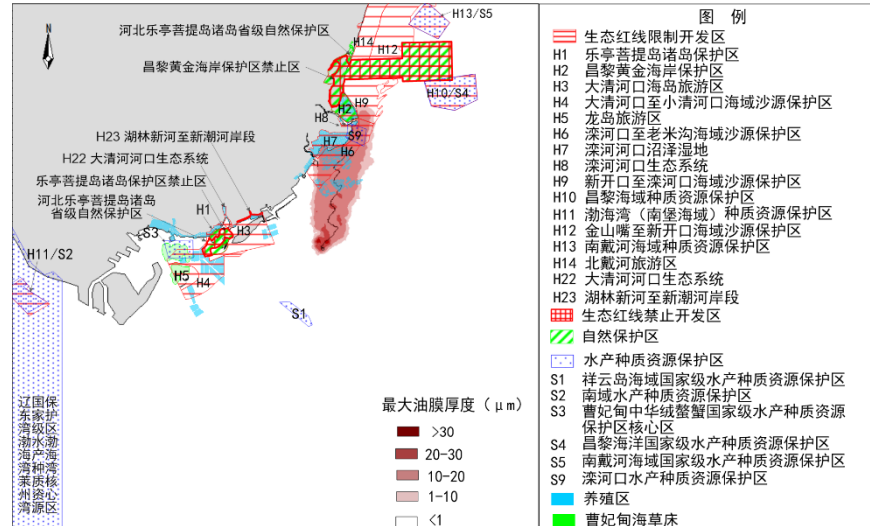 N
河北乐亭菩提岛诸岛省级自然保护区
昌黎黄金海岸保护区禁止区
H14
H12
H13/S5
H10/S4
H2
H9
H8
S9
H7
H6
H23 湖林新河至新潮河岸段
H22 大清河河口生态系统
乐亭菩提岛诸岛保护区禁止区
河北乐亭菩提岛诸岛
省级自然保护区
H1
H3
S3
H5
H4
H11/S2
S1
辽国保
东家护
湾级区
渤水渤
海产海
湾种湾
莱质核
州资心
湾源区
最大油膜厚度（μm）
>30
20-30
10-20
1-10
<1
图 例
生态红线限制开发区
H1 乐亭菩提岛诸岛保护区
H2 昌黎黄金海岸保护区
H3 大清河口海岛旅游区
H4 大清河口至小清河口海域沙源保护区
H5 龙岛旅游区
H6 滦河口至老米沟海域沙源保护区
H7 滦河河口沼泽湿地
H8 滦河河口生态系统
H9 新开口至滦河口海域沙源保护区
H10 昌黎海域种质资源保护区
H11 渤海湾（南堡海域）种质资源保护区
H12 金山嘴至新开口海域沙源保护区
H13 南戴河海域种质资源保护区
H14 北戴河旅游区
H22 大清河河口生态系统
H23 湖林新河至新潮河岸段
生态红线禁止开发区
自然保护区
水产种质资源保护区
S1 祥云岛海域国家级水产种质资源保护区
S2 南域水产种质资源保护区
S3 曹妃甸中华绒螯蟹国家级水产种质资源
保护区核心区
S4 昌黎海洋国家级水产种质资源保护区
S5 南戴河海域国家级水产种质资源保护区
S9 滦河口水产种质资源保护区
养殖区
曹妃甸海草床